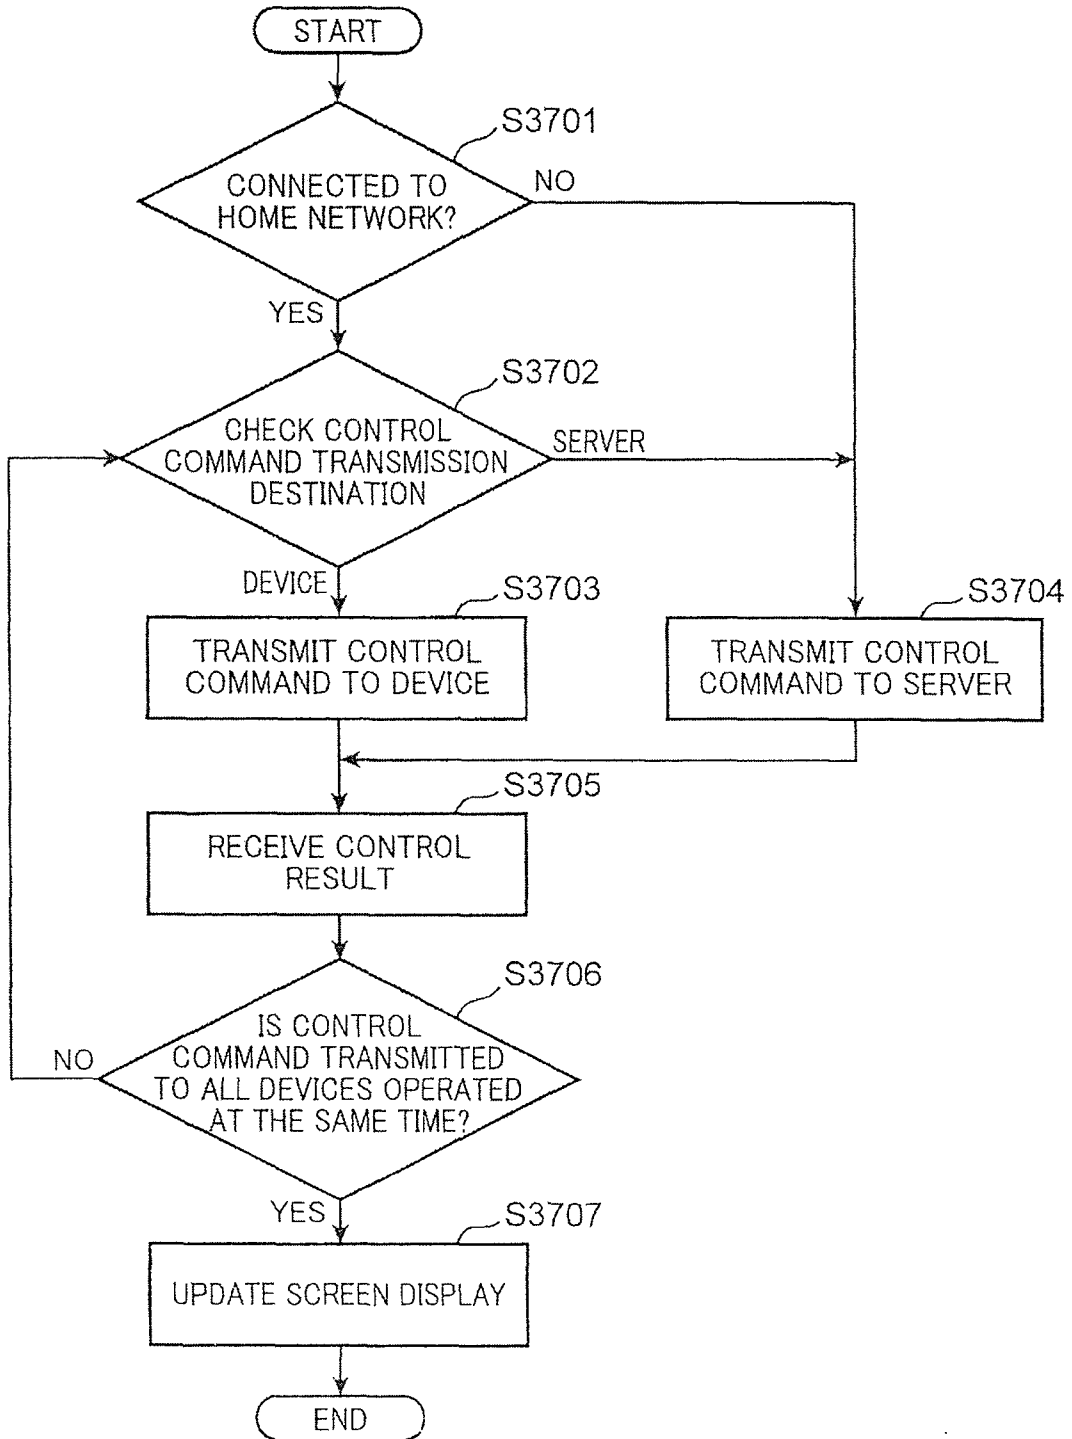 START
S3701
CONNECTED TO
HOME NETWORK?
NO
YES
S3702
CHECK CONTROL
COMMAND TRANSMISSION
DESTINATION
SERVER
DEVICE
S3703
TRANSMIT CONTROL
COMMAND TO DEVICE
S3704
TRANSMIT CONTROL
COMMAND TO SERVER
S3705
RECEIVE CONTROL
RESULT
S3706
IS CONTROL
COMMAND TRANSMITTED
TO ALL DEVICES OPERATED
AT THE SAME TIME?
NO
YES
S3707
UPDATE SCREEN DISPLAY
END